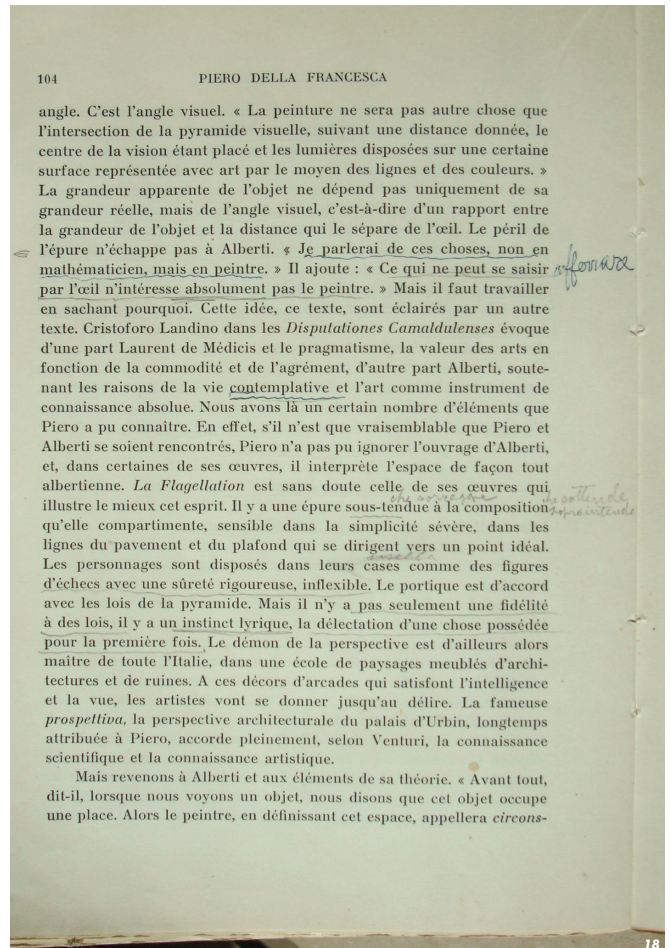 104 PIERO DELLA FRANCESCA
angle. C'est l'angle visuel. « La peinture ne sera pas autre chose que
l'intersection de la pyramide visuelle, suivant une distance donnée, le
centre de la vision étant placé et les lumières disposées sur une certaine
surface représentée avec art par le moyen des lignes et des couleurs. »
La grandeur apparente de l'objet ne dépend pas uniquement de sa
grandeur réelle, mais de l'angle visuel, c'est-à-dire d'un rapport entre
la grandeur de l'objet et la distance qui le sépare de l'œil. Le péril de
l'épure n'échappe pas à Alberti. « Je parlerai de ces choses, non en
mathématicien, mais en peintre. » Il ajoute : « Ce qui ne peut se saisir afferrare
par l'œil n'intéresse absolument pas le peintre. » Mais il faut travailler
en sachant pourquoi. Cette idée, ce texte, sont éclairés par un autre
texte. Cristoforo Landino dans les Disputationes Camaldulenses évoque
d'une part Laurent de Médicis et le pragmatisme, la valeur des arts en
fonction de la commodité et de l'agrément, d'autre part Alberti, soute-
nant les raisons de la vie contemplative et l'art comme instrument de
connaissance absolue. Nous avons là un certain nombre d'éléments que
Piero a pu connaître. En effet, s'il n'est que vraisemblable que Piero et
Alberti se soient rencontrés, Piero n'a pas pu ignorer l'ouvrage d'Alberti,
et, dans certaines de ses œuvres, il interprète l'espace de façon tout
albertienne. La Flagellation est sans doute celle de ses œuvres qui
che sottende
illustre le mieux cet esprit. Il y a une épure sous-tendue à la composition
sopraintende
qu'elle compartimente, sensible dans la simplicité sévère, dans les
lignes du pavement et du plafond qui se dirigent vers un point idéal.
Les personnages sont disposés dans leurs cases comme des figures
d'échecs avec une sûreté rigoureuse, inflexible. Le portique est d'accord
avec les lois de la pyramide. Mais il n'y a pas seulement une fidélité
à des lois, il y a un instinct lyrique, la délectation d'une chose possédée
pour la première fois. Le démon de la perspective est d'ailleurs alors
maître de toute l'Italie, dans une école de paysages meublés d'archi-
tectures et de ruines. A ces décors d'arcades qui satisfont l'intelligence
et la vue, les artistes vont se donner jusqu'au délire. La fameuse
prospettiva, la perspective architecturale du palais d'Urbin, longtemps
attribuée à Piero, accorde pleinement, selon Venturi, la connaissance
scientifique et la connaissance artistique.
Mais revenons à Alberti et aux éléments de sa théorie. « Avant tout,
dit-il, lorsque nous voyons un objet, nous disons que cet objet occupe
une place. Alors le peintre, en définissant cet espace, appellera circons-
18